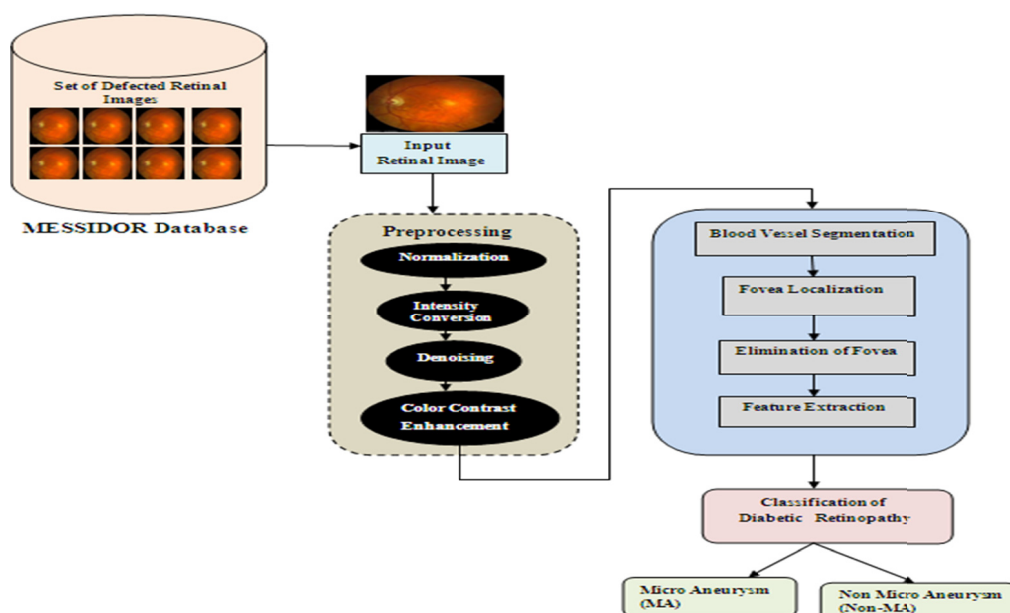 Set of Defected Retinal
Images
MESSIDOR Database
Input
Retinal Image
Preprocessing
Normalization
Intensity
Conversion
Denoising
Color Contrast
Enhancement
Blood Vessel Segmentation
Fovea Localization
Elimination of Fovea
Feature Extraction
Classification of
Diabetic Retinopathy
Micro Aneurysm
(MA)
Non Micro Aneurysm
(Non-MA)